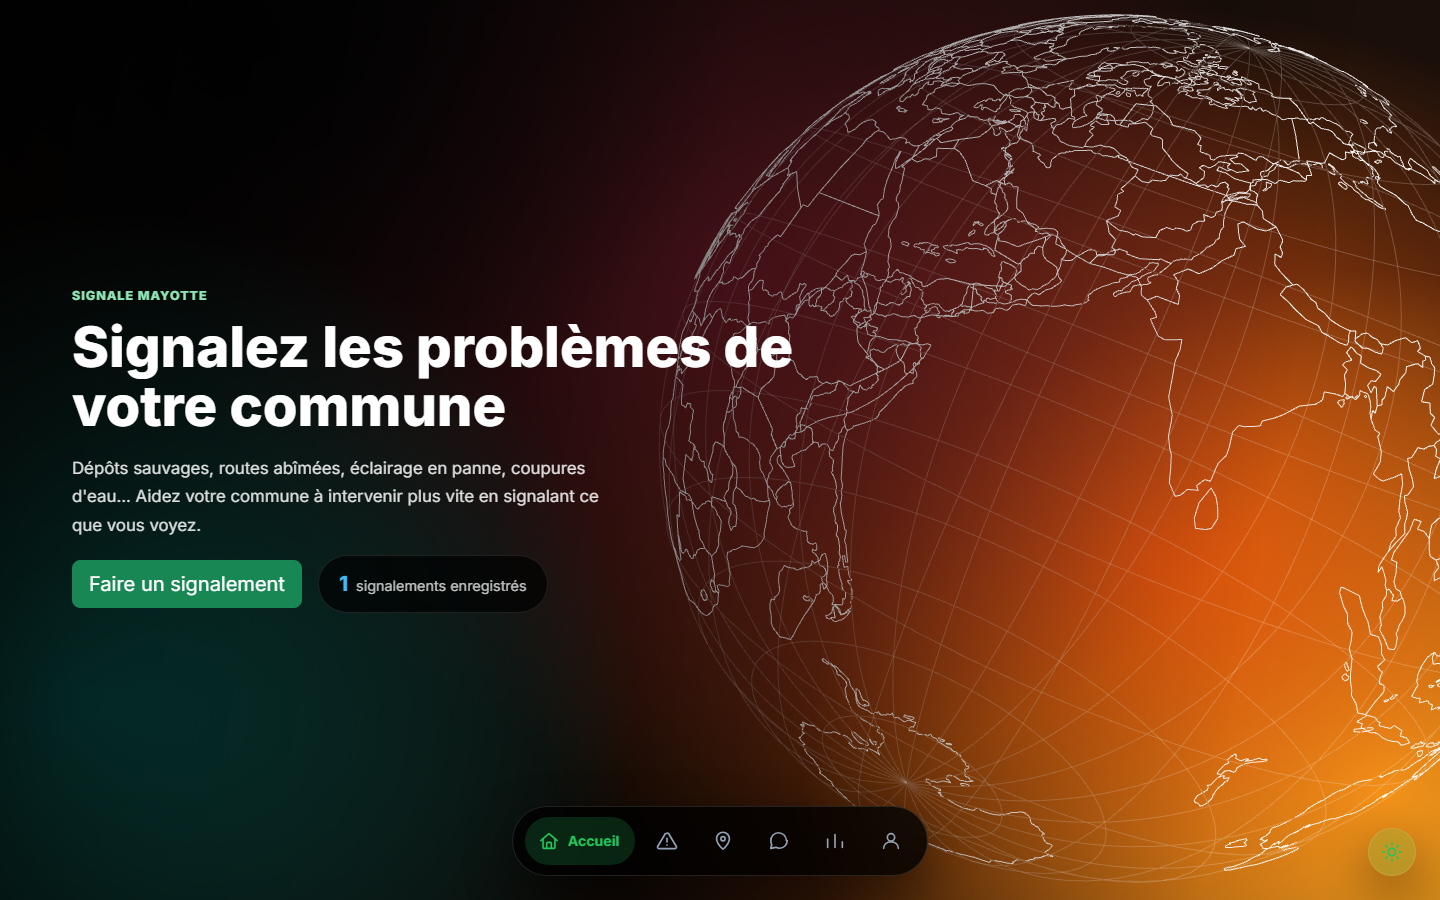 SIGNALE MAYOTTE
Signalez les problèmes de
votre commune
Dépôts sauvages, routes abîmées, éclairage en panne, coupures
d'eau... Aidez votre commune à intervenir plus vite en signalant ce
que vous voyez.
Faire un signalement
1 signalements enregistrés
Accueil